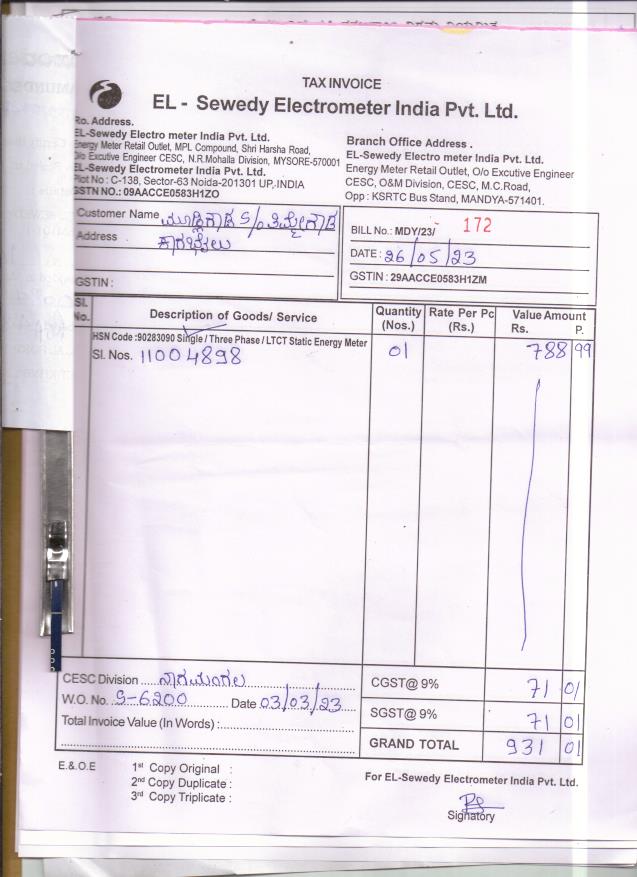 TAX INVOICE
EL - Sewedy Electrometer India Pvt. Ltd.
Ro. Address.
EL-Sewedy Electro meter India Pvt. Ltd.
Energy Meter Retail Outlet, MPL Compound, Shri Harsha Road,
O/o Excutive Engineer CESC, N.R.Mohalla Division, MYSORE-570001
EL-Sewedy Electrometer India Pvt. Ltd.
Plot No : C-138, Sector-63 Noida-201301 UP, INDIA
GSTN NO.: 09AACCE0583H1ZO
Branch Office Address .
EL-Sewedy Electro meter India Pvt. Ltd.
Energy Meter Retail Outlet, O/o Excutive Engineer
CESC, O&M Division, CESC, M.C.Road,
Opp : KSRTC Bus Stand, MANDYA-571401.
Customer Name S/o
Address :
GSTIN :
BILL No.: MDY/23/ 172
DATE : 26/05/23
GSTIN : 29AACCE0583H1ZM
Sl. No. Description of Goods/ Service Quantity (Nos.) Rate Per Pc (Rs.) Value Amount Rs. P.
HSN Code :90283090 Single / Three Phase / LTCT Static Energy Meter
Sl. Nos. 11004898 01 788 99
CESC Division ನಾಗಮಂಗಲ
W.O. No. S-6200 Date 03/03/23
Total Invoice Value (In Words) :
CGST@ 9% 71 01
SGST@ 9% 71 01
GRAND TOTAL 931 01
E.&.O.E
1st Copy Original :
2nd Copy Duplicate :
3rd Copy Triplicate :
For EL-Sewedy Electrometer India Pvt. Ltd.
Signatory